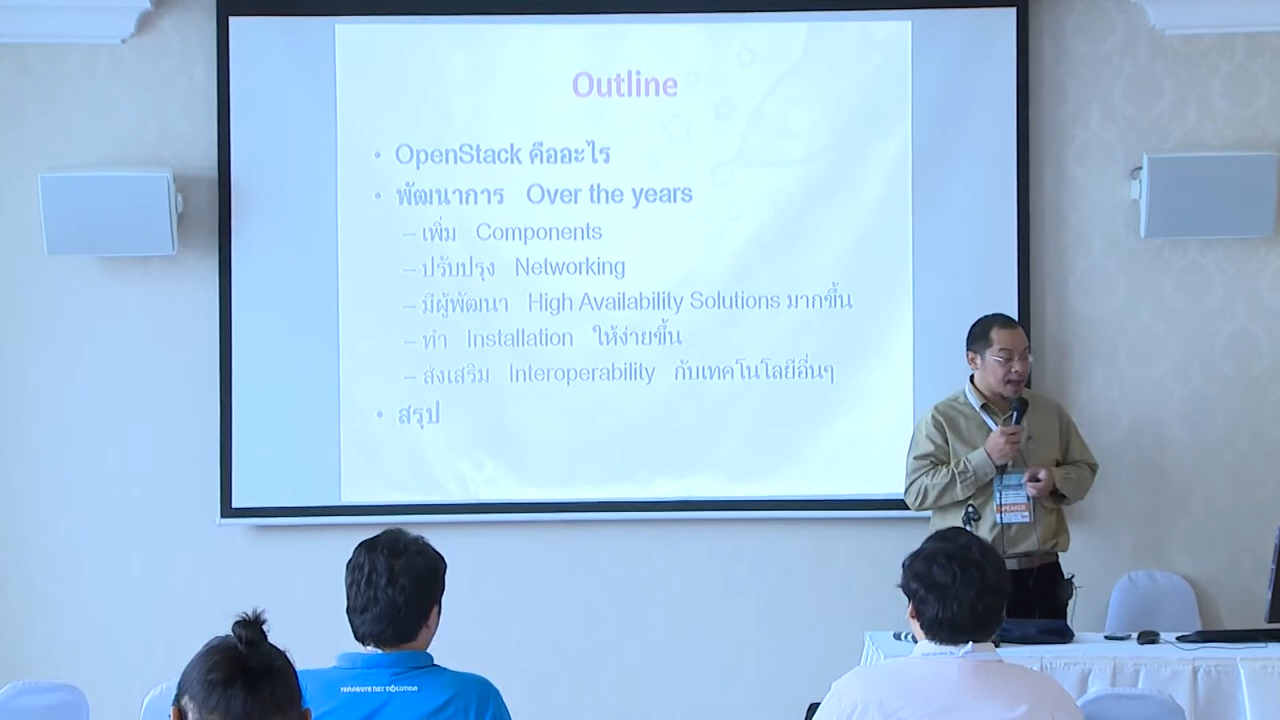 Outline
• OpenStack คืออะไร
• พัฒนาการ Over the years
– เพิ่ม Components
– ปรับปรุง Networking
– มีผู้พัฒนา High Availability Solutions มากขึ้น
– ทำ Installation ให้ง่ายขึ้น
– ส่งเสริม Interoperability กับเทคโนโลยีอื่นๆ
• สรุป
SPEAKER
TERABYTE NET SOLUTION